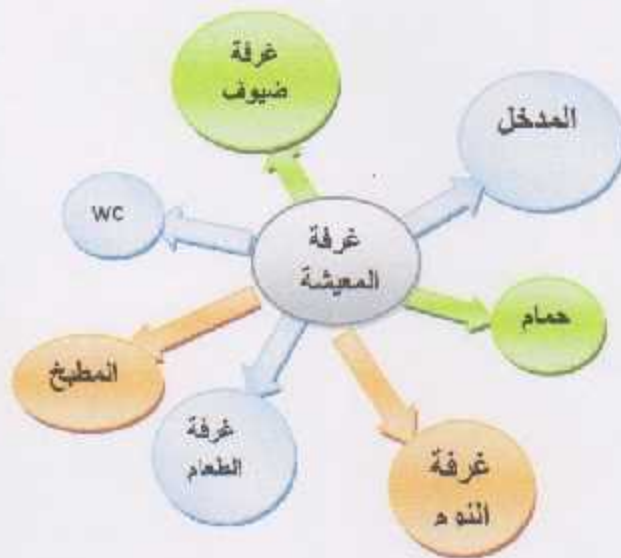 غرفة
ضيوف
المدخل
wc
غرفة
المعيشة
حمام
المطبخ
غرفة
الطعام
غرفة
النوم